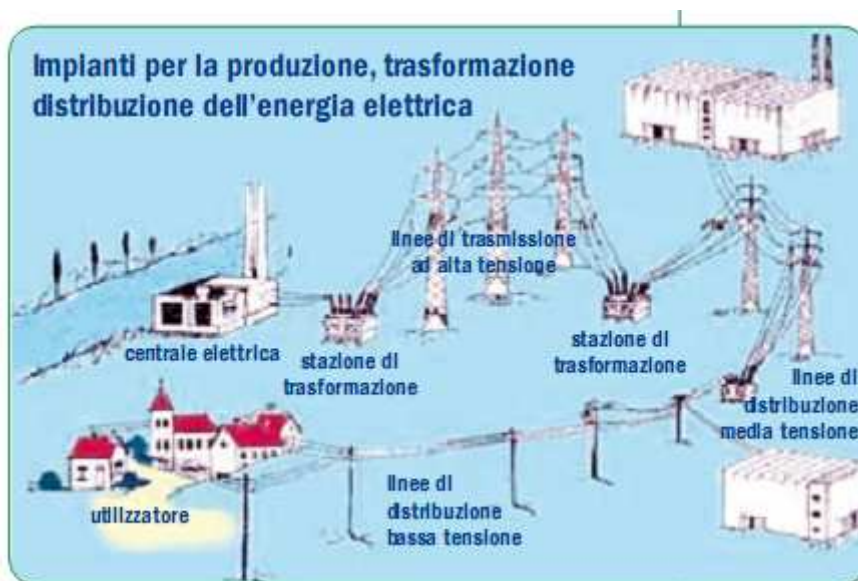 Impianti per la produzione, trasformazione
distribuzione dell'energia elettrica
linee di trasmissione
ad alta tensione
centrale elettrica
stazione di
trasformazione
stazione di
trasformazione
linee di
distribuzione
media tensione
utilizzatore
linee di
distribuzione
bassa tensione